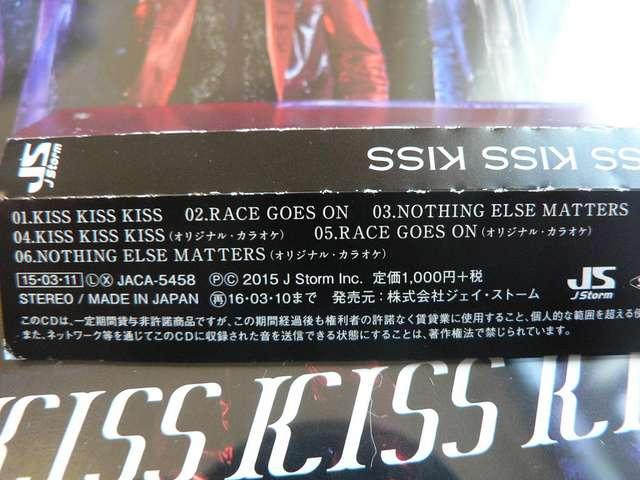 JS
J Storm
SS KISS KISS
01.KISS KISS KISS 02.RACE GOES ON 03.NOTHING ELSE MATTERS
04.KISS KISS KISS(オリジナル・カラオケ) 05.RACE GOES ON(オリジナル・カラオケ)
06.NOTHING ELSE MATTERS(オリジナル・カラオケ)
15・03・11 Ⓛ Ⓧ JACA-5458 ⓅⒸ 2015 J Storm Inc. 定価1,000円+税
STEREO / MADE IN JAPAN 再16・03・10まで 発売元:株式会社ジェイ・ストーム
JS
J Storm
このCDは、一定期間貸与非許諾商品ですが、この期間経過後も権利者の許諾なく賃貸業に使用すること、個人的な範囲を超える使
また、ネットワーク等を通じてこのCDに収録された音を送信できる状態にすることは、著作権法で禁じられています。
KISS KISS KI